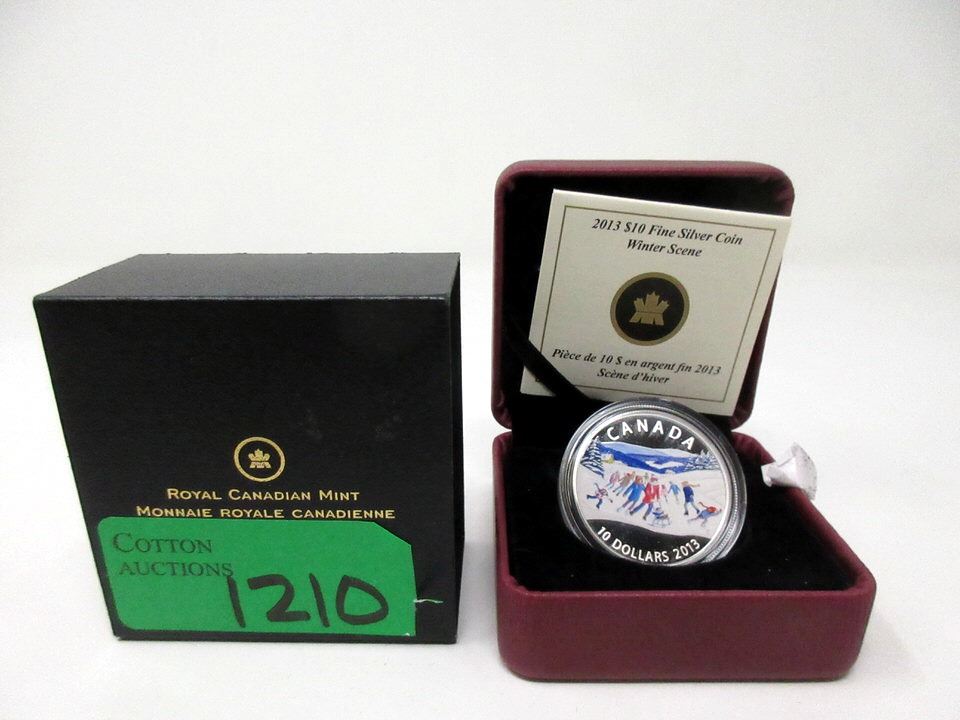 ROYAL CANADIAN MINT
MONNAIE ROYALE CANADIENNE
COTTON
AUCTIONS
1210
2013 $10 Fine Silver Coin
Winter Scene
Pièce de 10 $ en argent fin 2013
Scène d'hiver
CANADA
10 DOLLARS 2013